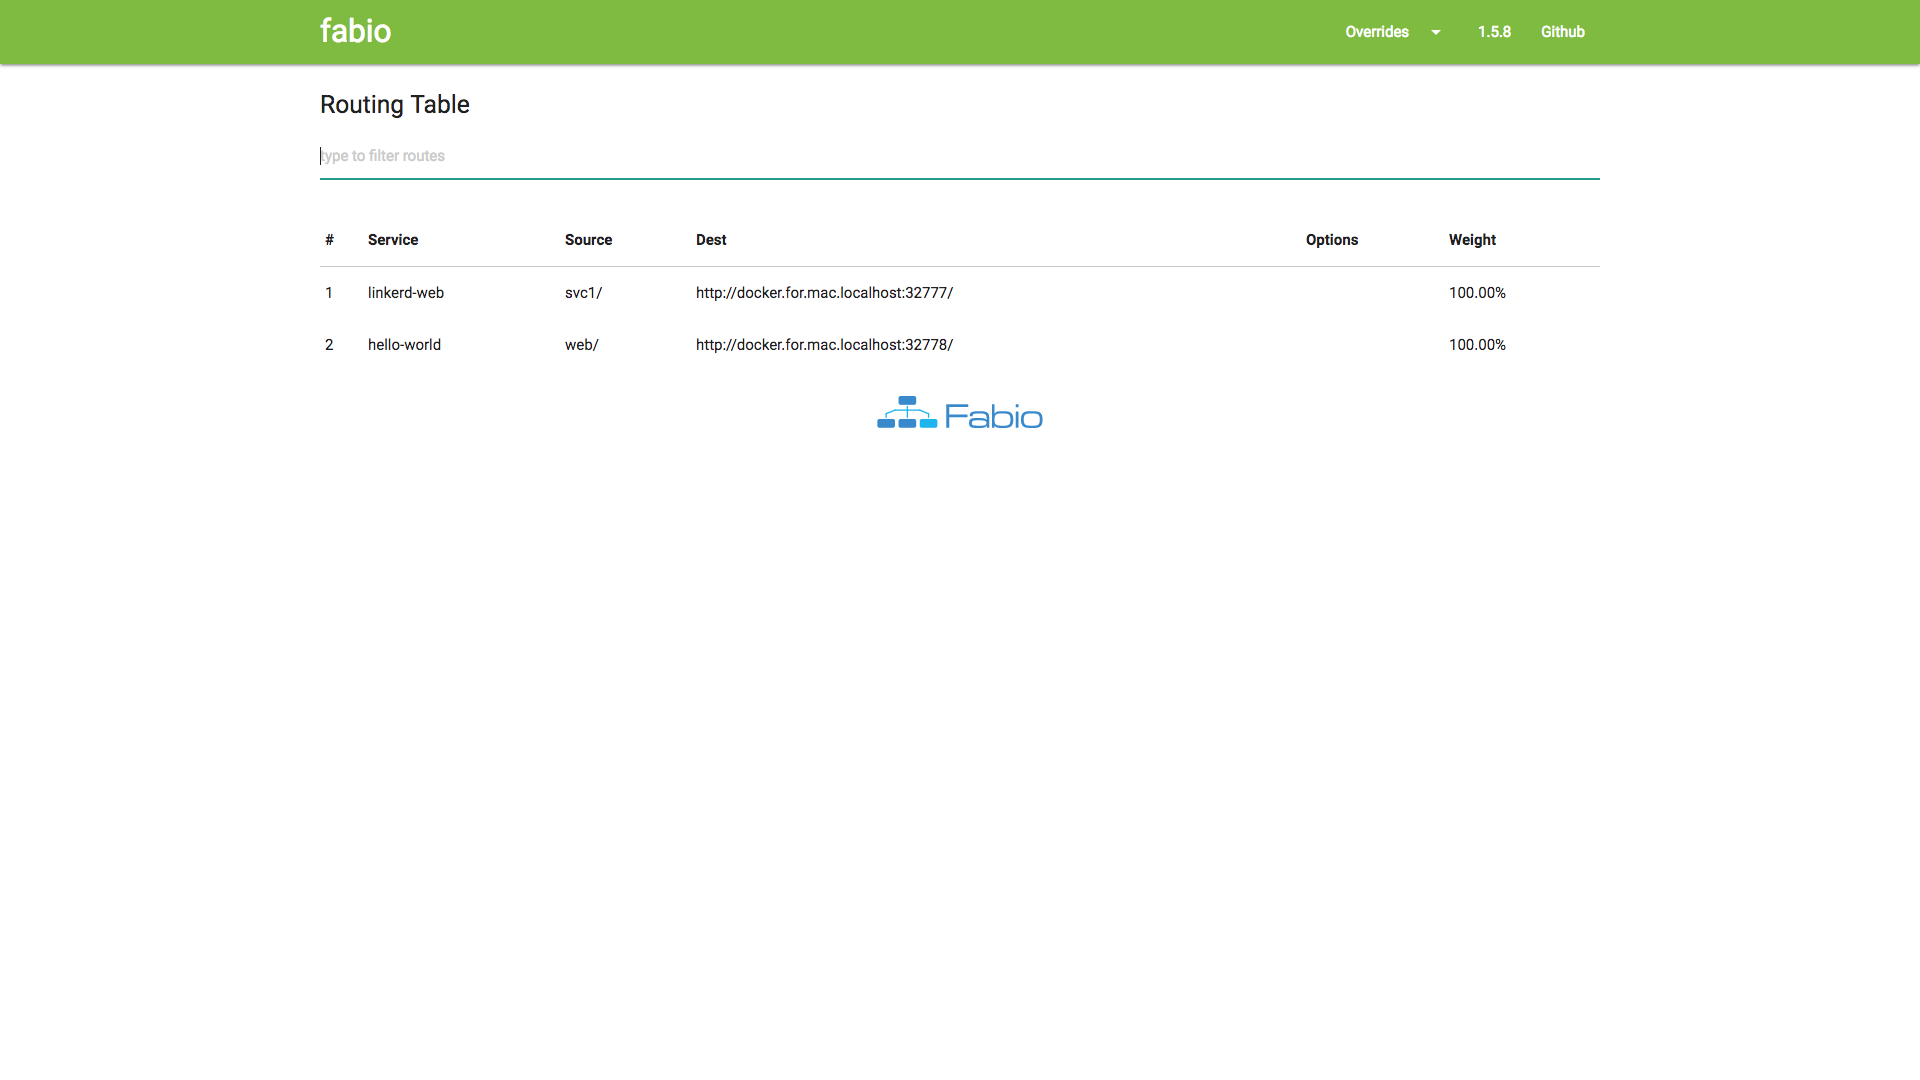 fabio Overrides 1.5.8 Github
Routing Table
type to filter routes
# Service Source Dest Options Weight
1 linkerd-web svc1/ http://docker.for.mac.localhost:32777/ 100.00%
2 hello-world web/ http://docker.for.mac.localhost:32778/ 100.00%
Fabio